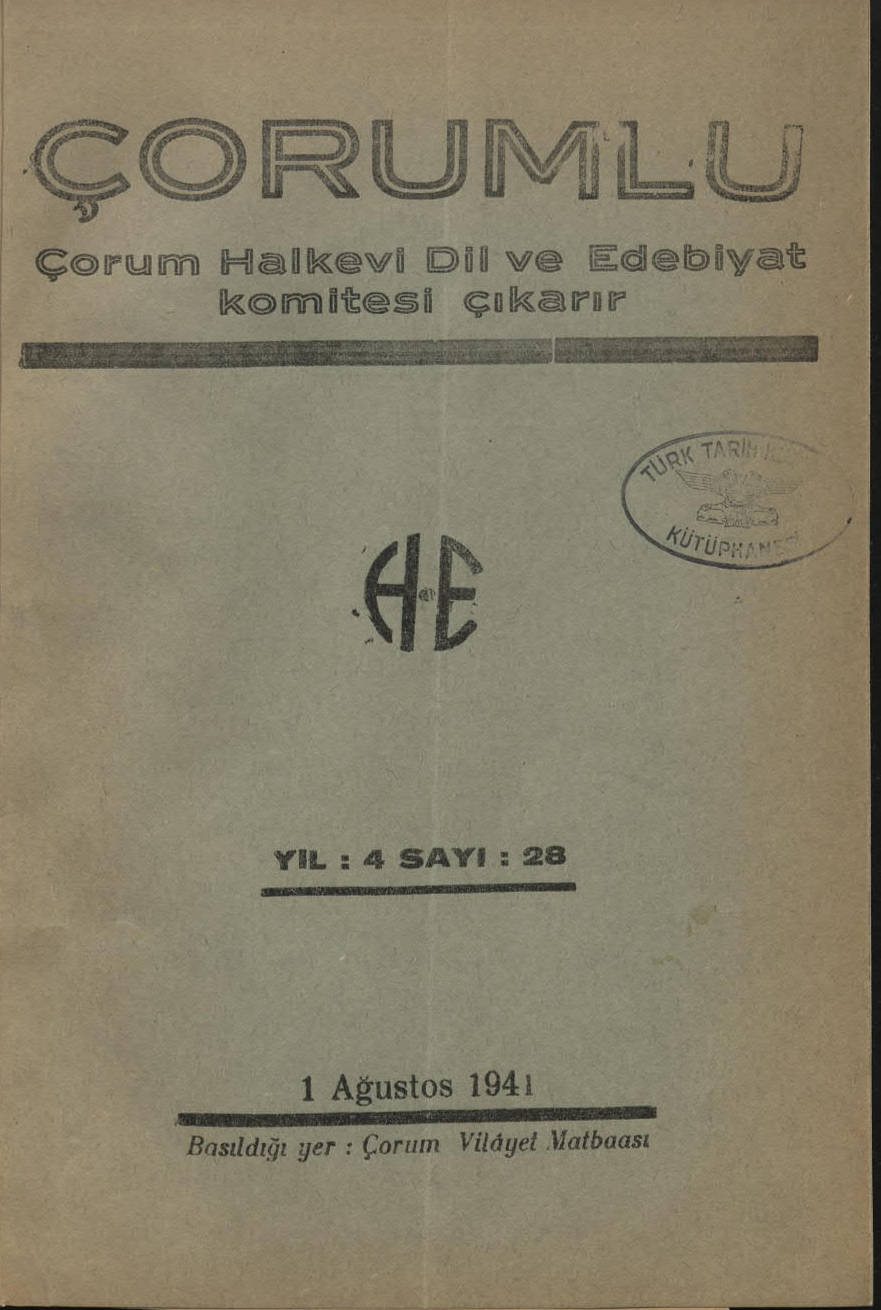 ÇORUMLU
Çorum Halkevi Dil ve Edebiyat
komitesi çıkarır
TÜRK TARİH
KÜTÜPHANESİ
HE
YIL : 4 SAYI : 28
1 Ağustos 1941
Basıldığı yer : Çorum Vilâyet Matbaası